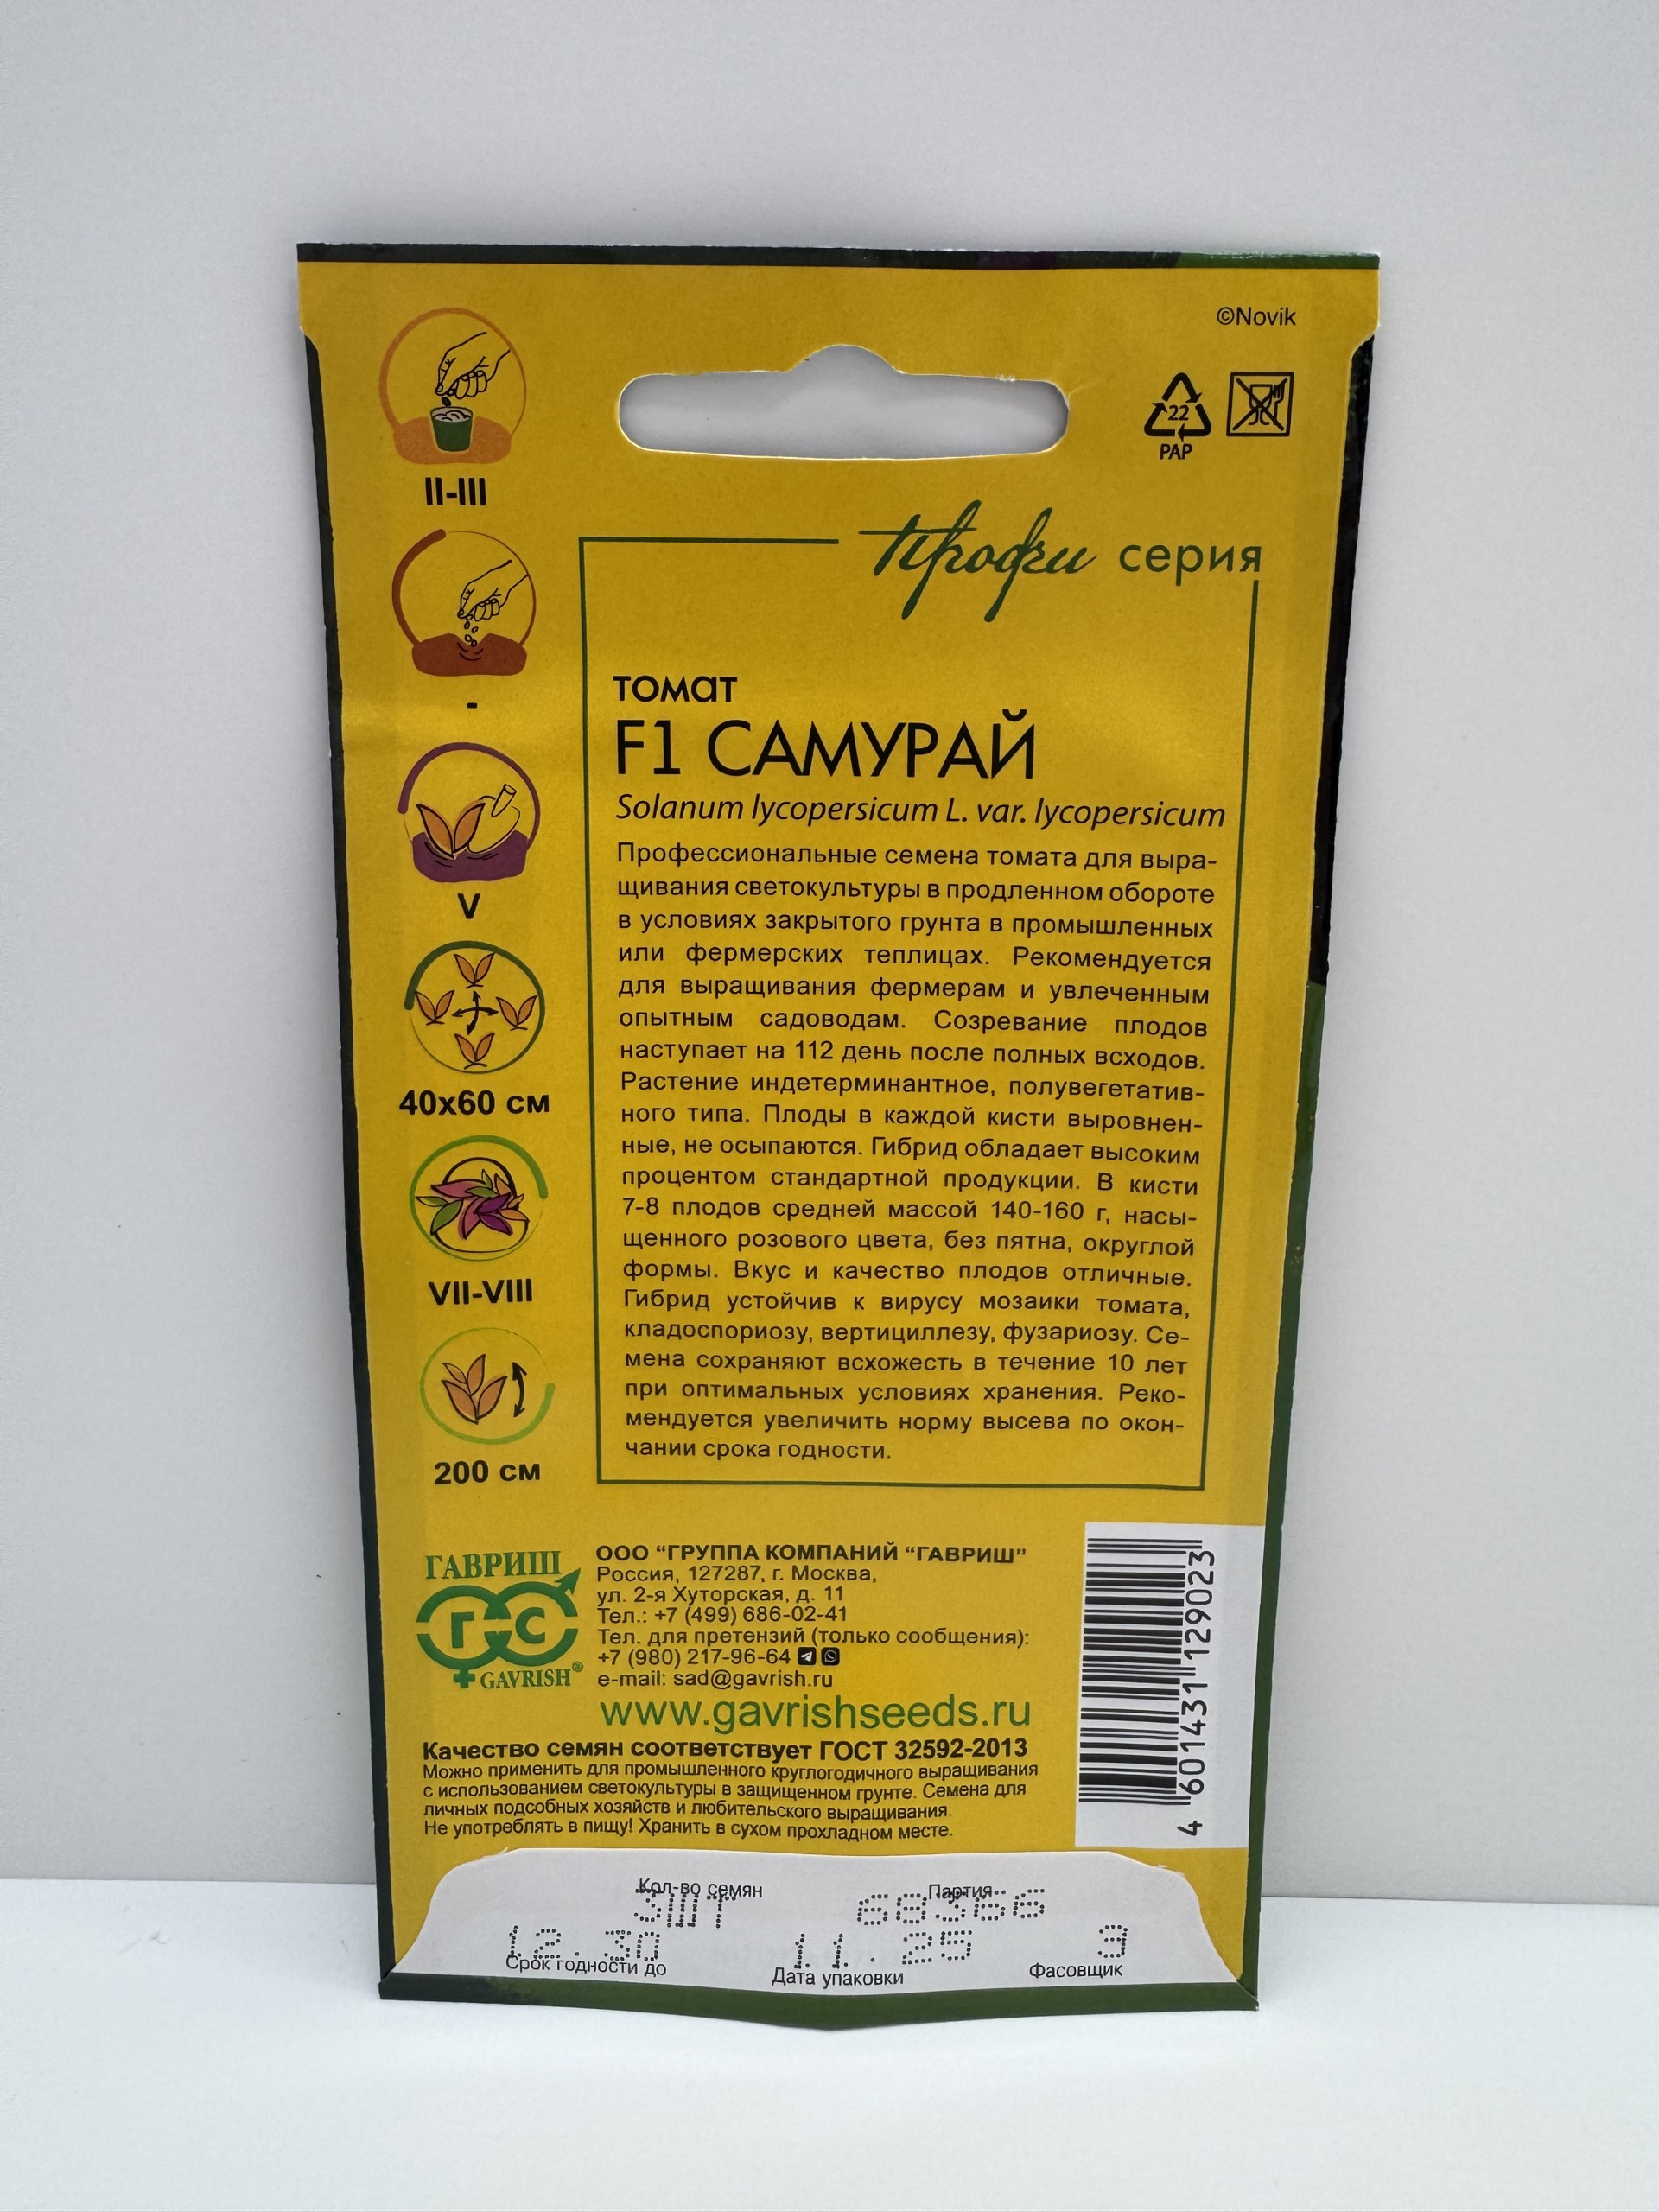 ©Novik
22
PAP
II-III
-
V
40х60 см
VII-VIII
200 см
Профи серия
томат
F1 САМУРАЙ
Solanum lycopersicum L. var. lycopersicum
Профессиональные семена томата для выра-
щивания светокультуры в продленном обороте
в условиях закрытого грунта в промышленных
или фермерских теплицах. Рекомендуется
для выращивания фермерам и увлеченным
опытным садоводам. Созревание плодов
наступает на 112 день после полных всходов.
Растение индетерминантное, полувегетатив-
ного типа. Плоды в каждой кисти выровнен-
ные, не осыпаются. Гибрид обладает высоким
процентом стандартной продукции. В кисти
7-8 плодов средней массой 140-160 г, насы-
щенного розового цвета, без пятна, округлой
формы. Вкус и качество плодов отличные.
Гибрид устойчив к вирусу мозаики томата,
кладоспориозу, вертициллезу, фузариозу. Се-
мена сохраняют всхожесть в течение 10 лет
при оптимальных условиях хранения. Реко-
мендуется увеличить норму высева по окон-
чании срока годности.
ГАВРИШ
ГС
GAVRISH®
ООО “ГРУППА КОМПАНИЙ “ГАВРИШ”
Россия, 127287, г. Москва,
ул. 2-я Хуторская, д. 11
Тел.: +7 (499) 686-02-41
Тел. для претензий (только сообщения):
+7 (980) 217-96-64
e-mail: sad@gavrish.ru
www.gavrishseeds.ru
Качество семян соответствует ГОСТ 32592-2013
Можно применить для промышленного круглогодичного выращивания
с использованием светокультуры в защищенном грунте. Семена для
личных подсобных хозяйств и любительского выращивания.
Не употреблять в пищу! Хранить в сухом прохладном месте.
4 601431 129023
Кол-во семян Партия
3ШТ 68366
12.30 11.25 3
Срок годности до Дата упаковки Фасовщик